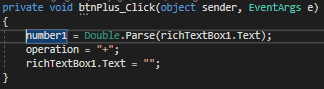 private void btnPlus_Click(object sender, EventArgs e)
{
number1 = Double.Parse(richTextBox1.Text);
operation = "+";
richTextBox1.Text = "";
}